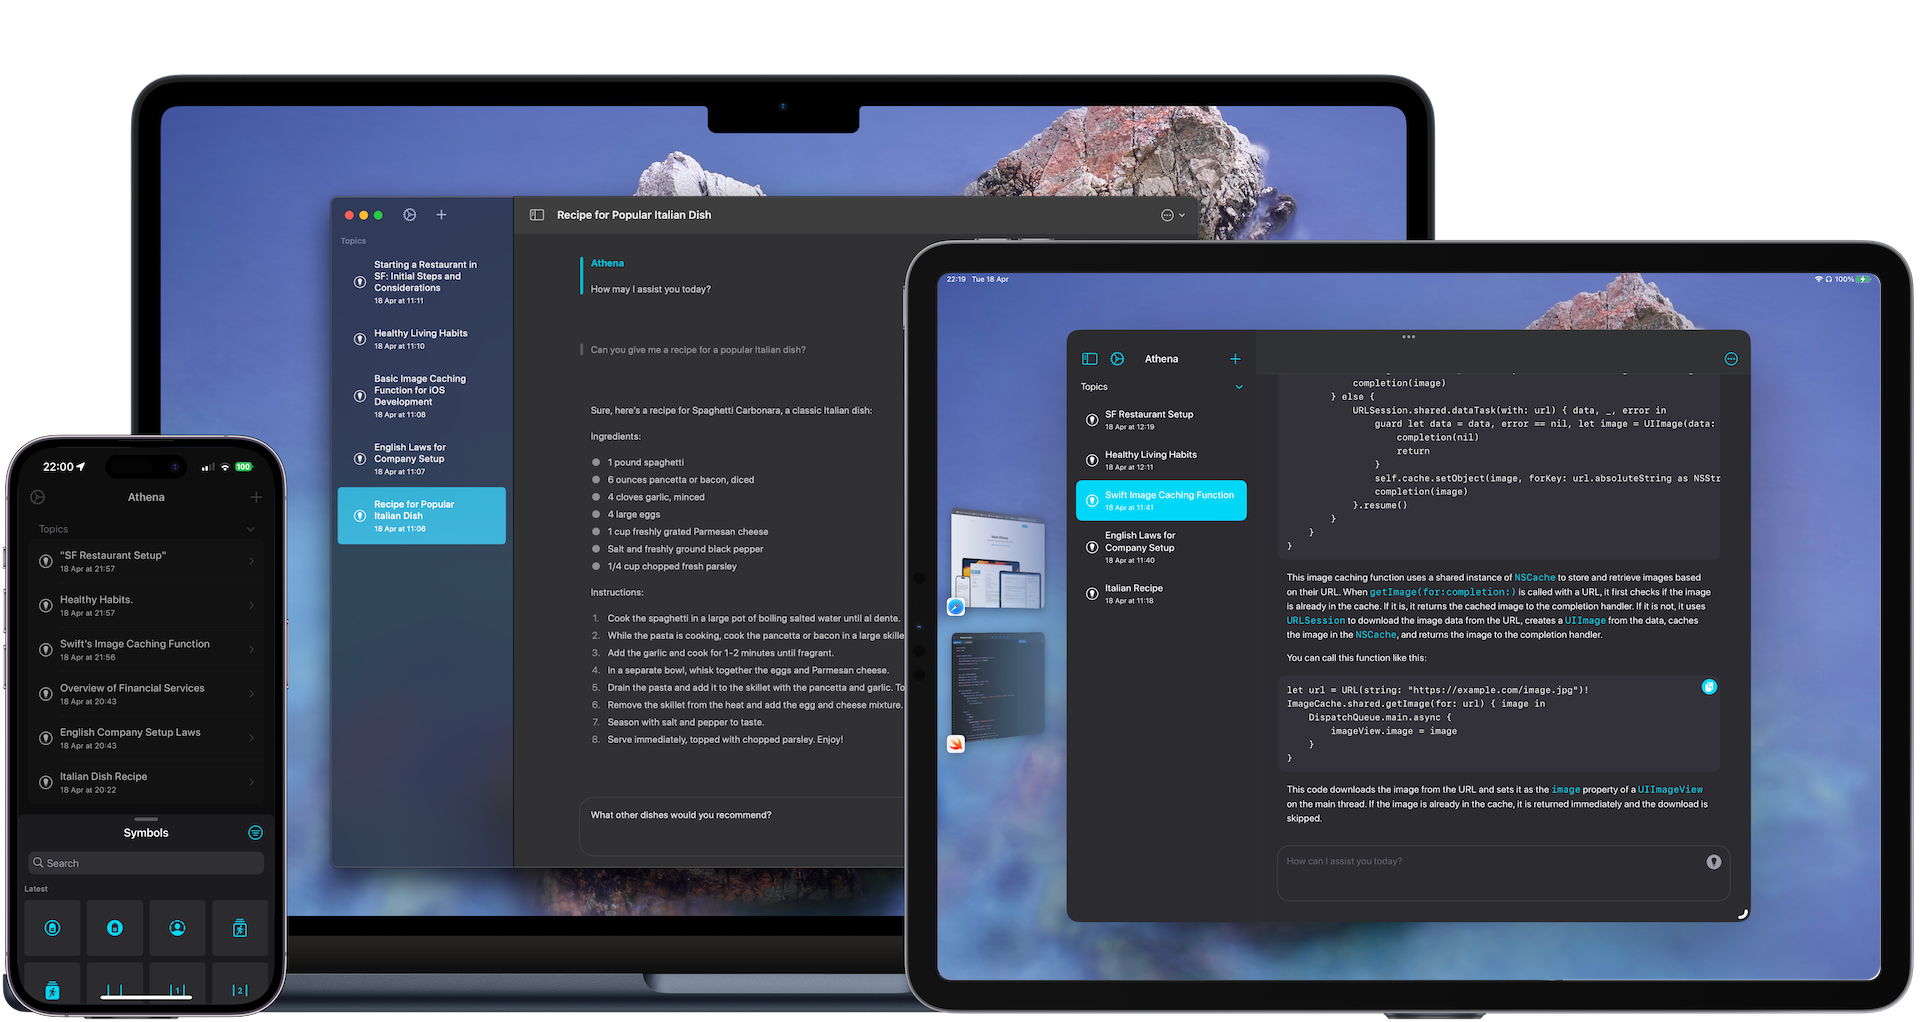 Recipe for Popular Italian Dish
Topics
Starting a Restaurant in
SF: Initial Steps and
Considerations
18 Apr at 11:11
Healthy Living Habits
18 Apr at 11:10
Basic Image Caching
Function for iOS
Development
18 Apr at 11:08
English Laws for
Company Setup
18 Apr at 11:07
Recipe for Popular
Italian Dish
18 Apr at 11:06
Athena
How may I assist you today?
Can you give me a recipe for a popular Italian dish?
Sure, here's a recipe for Spaghetti Carbonara, a classic Italian dish:
Ingredients:
1 pound spaghetti
6 ounces pancetta or bacon, diced
4 cloves garlic, minced
4 large eggs
1 cup freshly grated Parmesan cheese
Salt and freshly ground black pepper
1/4 cup chopped fresh parsley
Instructions:
1. Cook the spaghetti in a large pot of boiling salted water until al dente.
2. While the pasta is cooking, cook the pancetta or bacon in a large skille
3. Add the garlic and cook for 1-2 minutes until fragrant.
4. In a separate bowl, whisk together the eggs and Parmesan cheese.
5. Drain the pasta and add it to the skillet with the pancetta and garlic. To
6. Remove the skillet from the heat and add the egg and cheese mixture.
7. Season with salt and pepper to taste.
8. Serve immediately, topped with chopped parsley. Enjoy!
What other dishes would you recommend?
22:00
100
Athena
Topics
"SF Restaurant Setup"
18 Apr at 21:57
Healthy Habits.
18 Apr at 21:57
Swift's Image Caching Function
18 Apr at 21:56
Overview of Financial Services
18 Apr at 20:43
English Company Setup Laws
18 Apr at 20:43
Italian Dish Recipe
18 Apr at 20:22
Symbols
Search
Latest
1
2
22:19 Tue 18 Apr
100%
Athena
Topics
SF Restaurant Setup
18 Apr at 12:19
Healthy Living Habits
18 Apr at 12:11
Swift Image Caching Function
18 Apr at 11:41
English Laws for
Company Setup
18 Apr at 11:40
Italian Recipe
18 Apr at 11:18
completion(image)
} else {
URLSession.shared.dataTask(with: url) { data, _, error in
guard let data = data, error == nil, let image = UIImage(data:
completion(nil)
return
}
self.cache.setObject(image, forKey: url.absoluteString as NSStr
completion(image)
}.resume()
}
}
}
This image caching function uses a shared instance of NSCache to store and retrieve images based
on their URL. When getImage(for:completion:) is called with a URL, it first checks if the image
is already in the cache. If it is, it returns the cached image to the completion handler. If it is not, it uses
URLSession to download the image data from the URL, creates a UIImage from the data, caches
the image in the NSCache, and returns the image to the completion handler.
You can call this function like this:
let url = URL(string: "https://example.com/image.jpg")!
ImageCache.shared.getImage(for: url) { image in
DispatchQueue.main.async {
imageView.image = image
}
}
This code downloads the image from the URL and sets it as the image property of a UIImageView
on the main thread. If the image is already in the cache, it is returned immediately and the download is
skipped.
How can I assist you today?